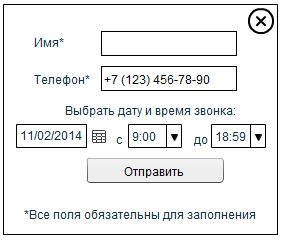 Имя*
Телефон* +7 (123) 456-78-90
Выбрать дату и время звонка:
11/02/2014 с 9:00 до 18:59
Отправить
*Все поля обязательны для заполнения